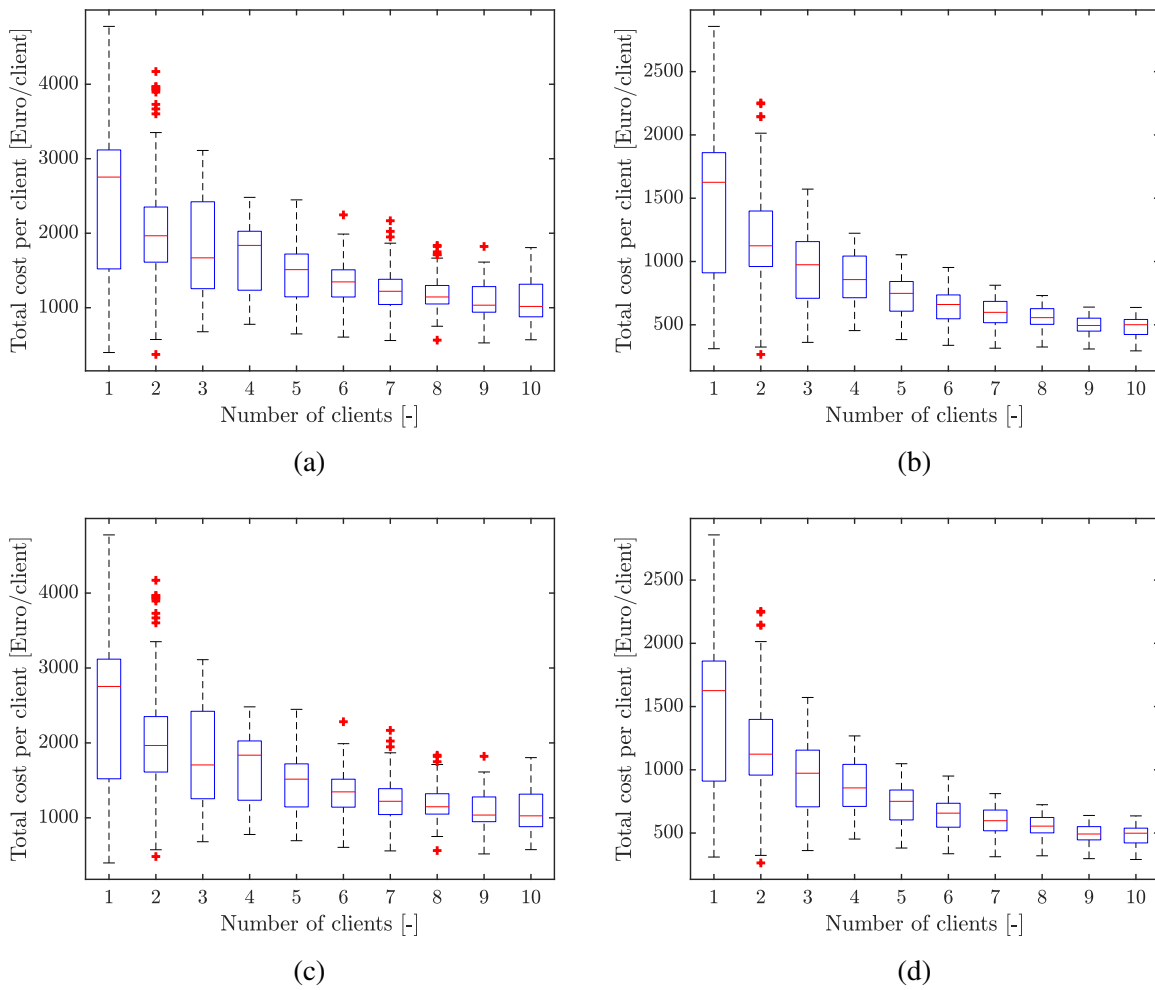 Total cost per client [Euro/client]
4000
3000
2000
1000
1 2 3 4 5 6 7 8 9 10
Number of clients [-]
(a)
Total cost per client [Euro/client]
2500
2000
1500
1000
500
1 2 3 4 5 6 7 8 9 10
Number of clients [-]
(b)
Total cost per client [Euro/client]
4000
3000
2000
1000
1 2 3 4 5 6 7 8 9 10
Number of clients [-]
(c)
Total cost per client [Euro/client]
2500
2000
1500
1000
500
1 2 3 4 5 6 7 8 9 10
Number of clients [-]
(d)